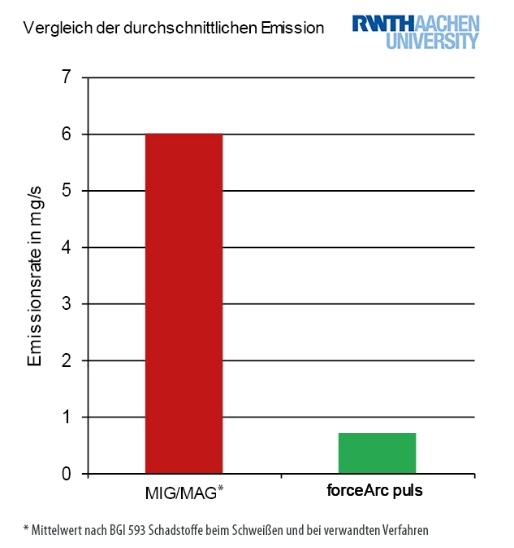 Vergleich der durchschnittlichen Emission
RWTHAACHEN
UNIVERSITY
7
6
5
4
3
2
1
0
Emissionsrate in mg/s
MIG/MAG*
forceArc puls
* Mittelwert nach BGI 593 Schadstoffe beim Schweißen und bei verwandten Verfahren